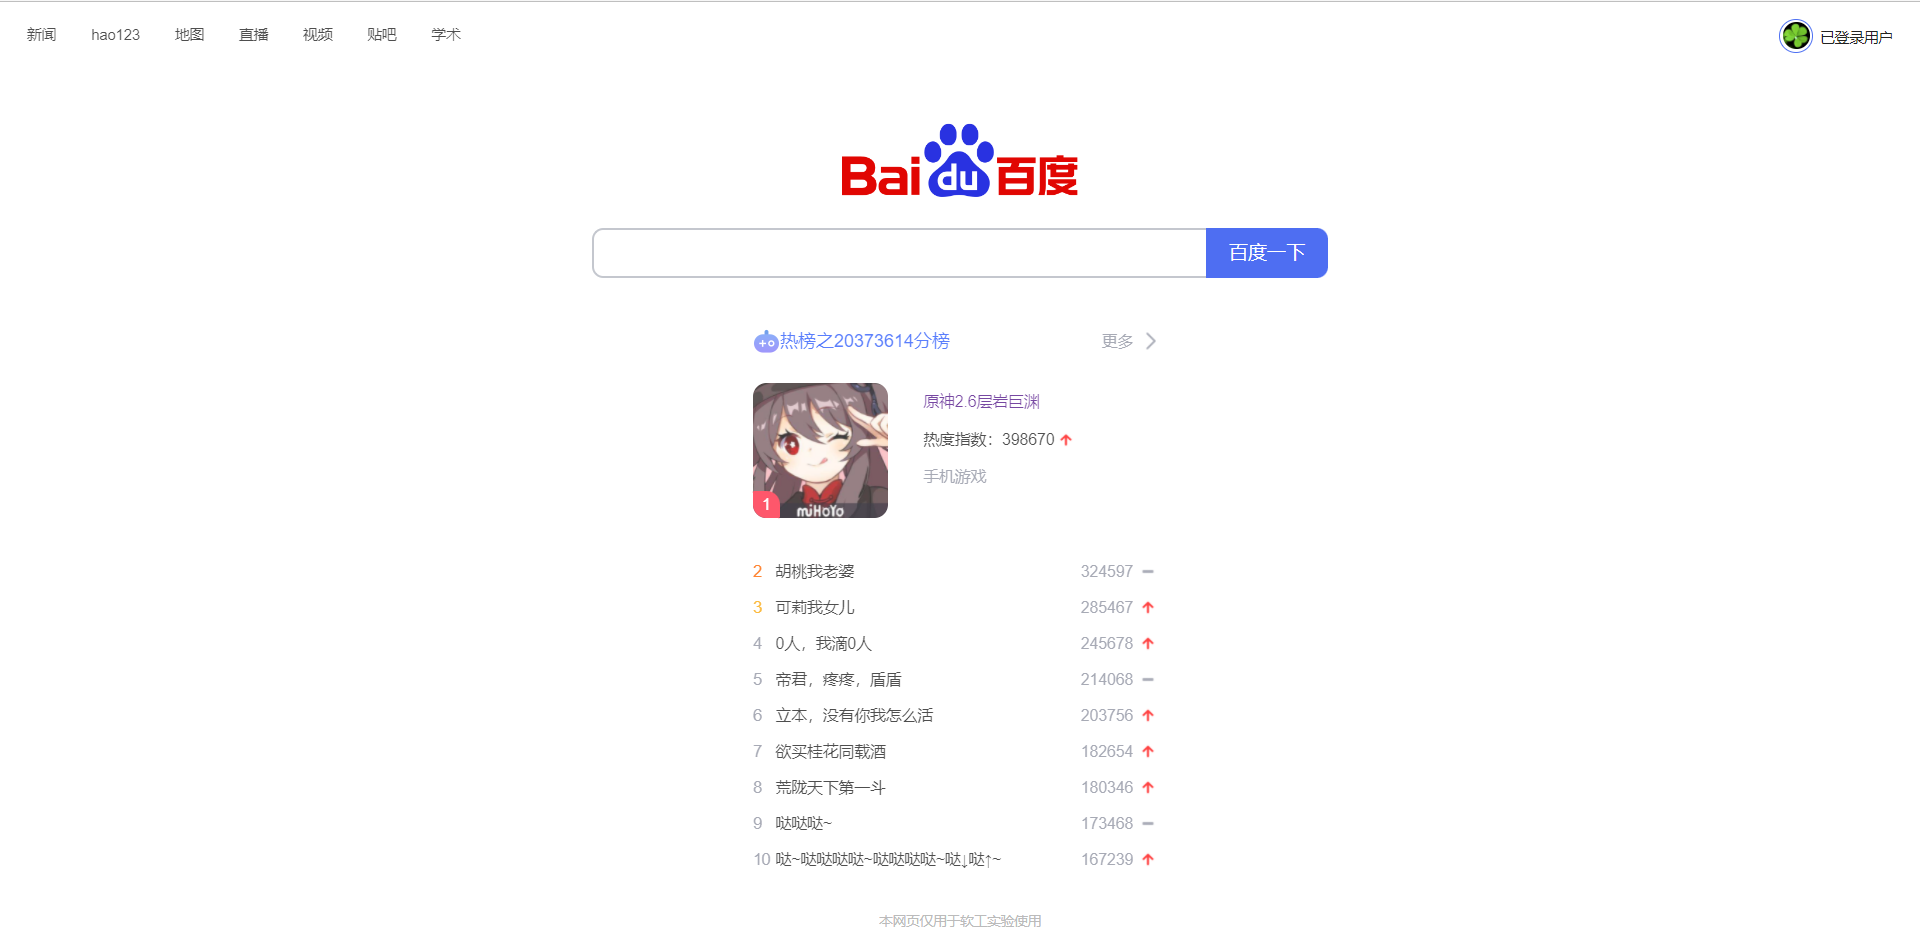 新闻 hao123 地图 直播 视频 贴吧 学术 已登录用户
Bai du 百度
百度一下
热榜之20373614分榜 更多
原神2.6层岩巨渊
热度指数：398670
手机游戏
1 miHoYo
2 胡桃我老婆 324597
3 可莉我女儿 285467
4 0人，我滴0人 245678
5 帝君，疼疼，盾盾 214068
6 立本，没有你我怎么活 203756
7 欲买桂花同载酒 182654
8 荒陇天下第一斗 180346
9 哒哒哒~ 173468
10 哒~哒哒哒哒~哒哒哒哒~哒↓哒↑~ 167239
本网页仅用于软工实验使用